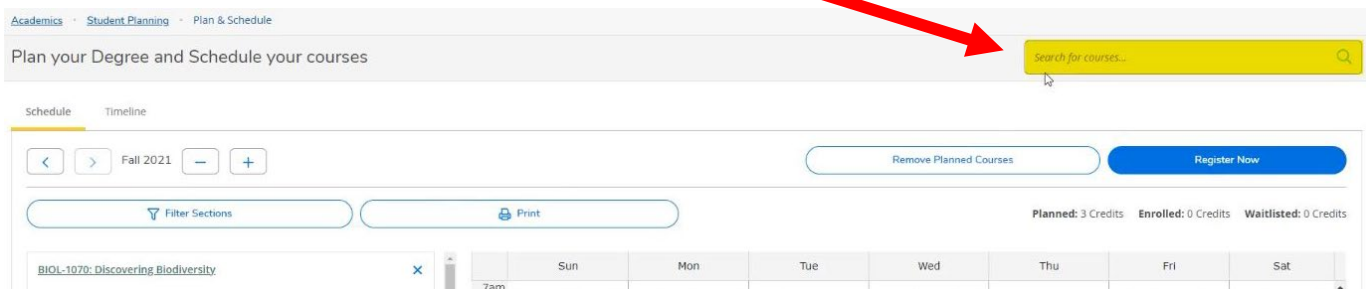 Academics · Student Planning · Plan & Schedule
Plan your Degree and Schedule your courses
Search for courses...
Schedule Timeline
Fall 2021
Remove Planned Courses Register Now
Filter Sections Print Planned: 3 Credits Enrolled: 0 Credits Waitlisted: 0 Credits
BIOL-1070: Discovering Biodiversity
Sun Mon Tue Wed Thu Fri Sat
7am